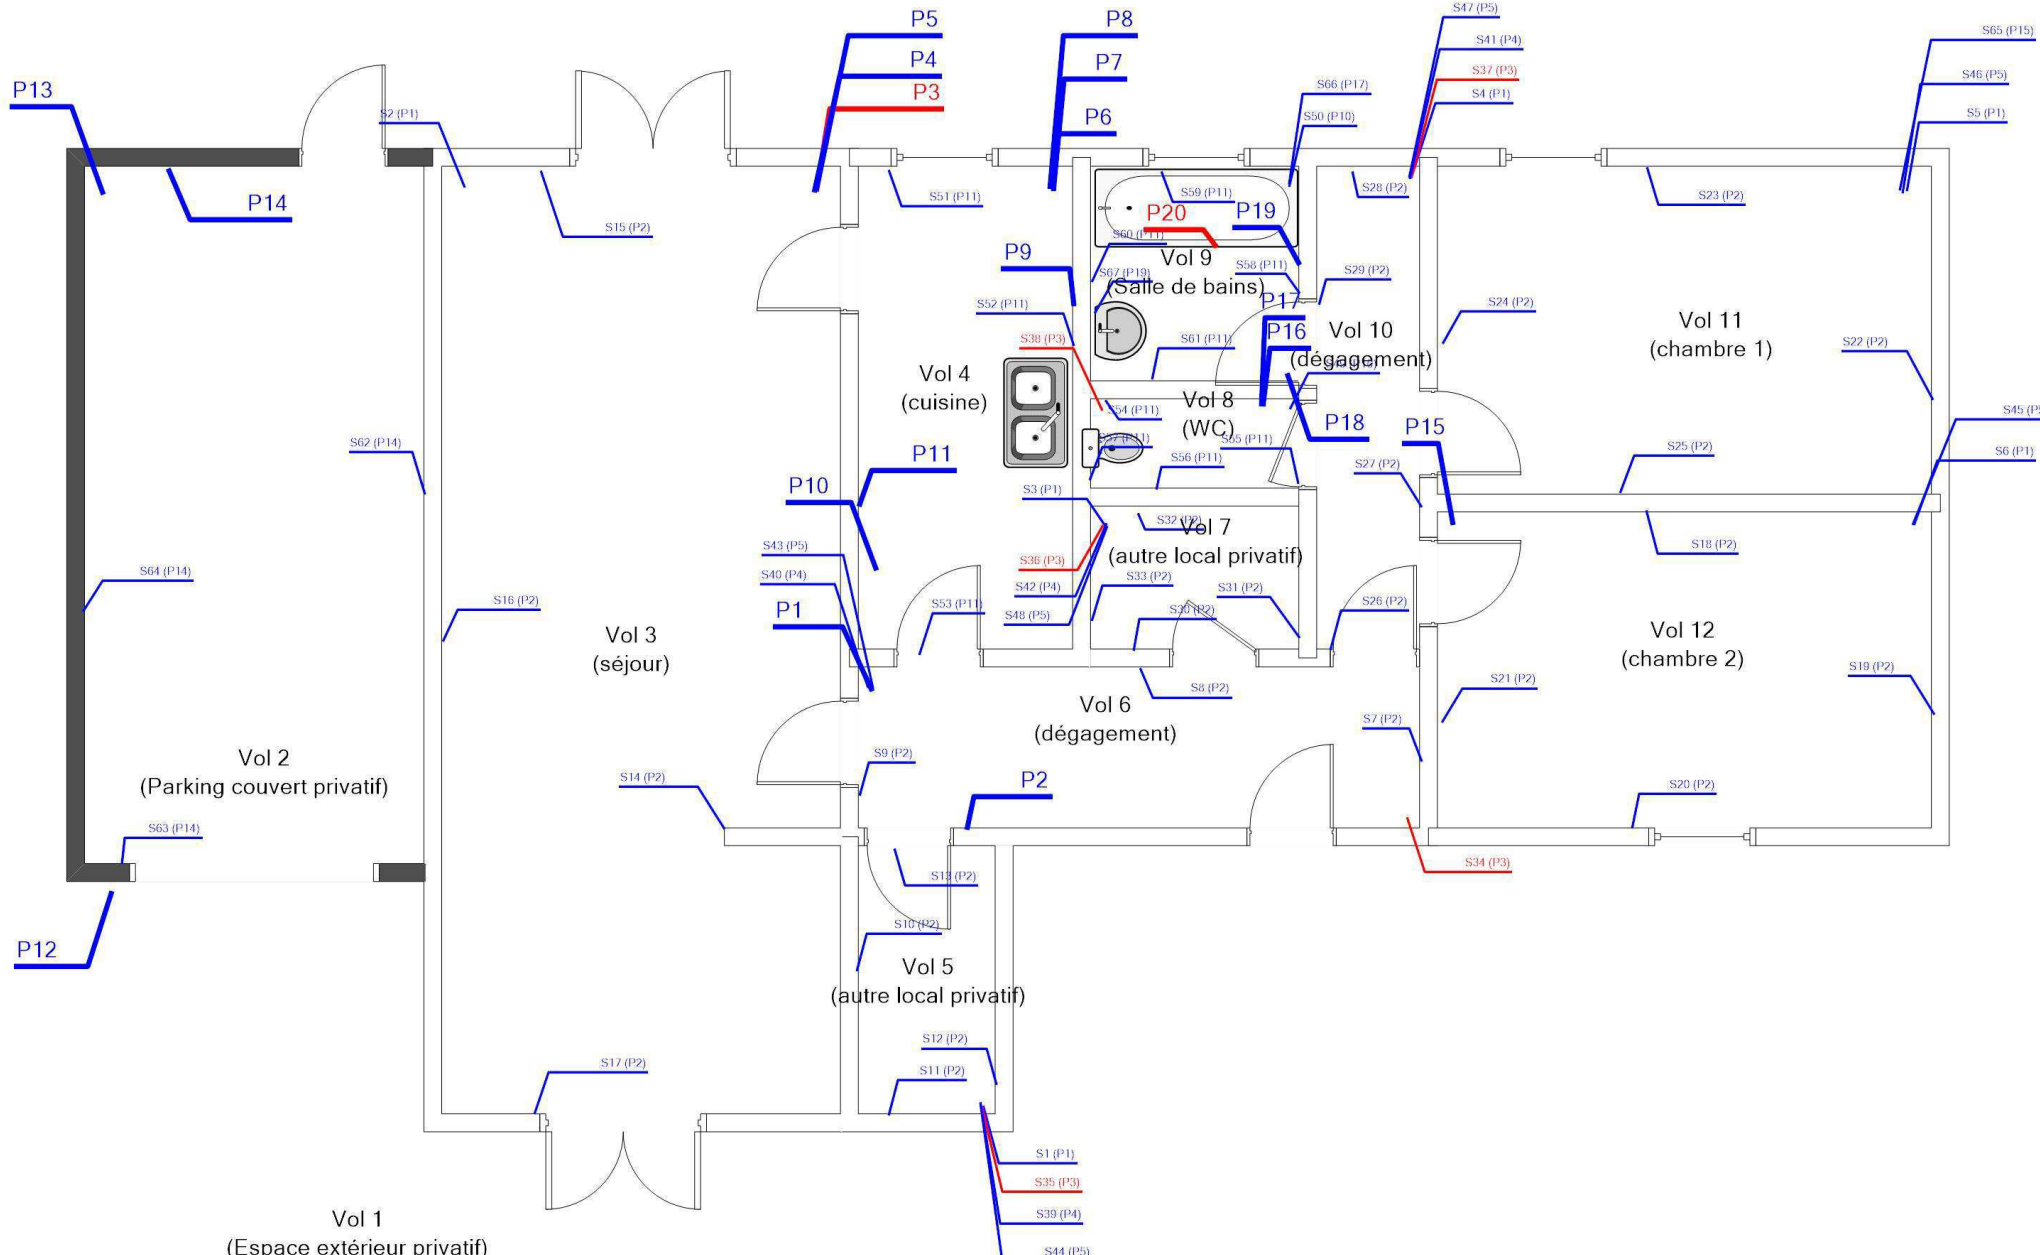 S47 (P5)
P5
P8
S65 (P15)
S41 (P4)
P4
P7
S37 (P3)
S46 (P5)
P13
P3
S66 (P17)
S4 (P1)
S2 (P1)
P6
S50 (P10)
S5 (P1)
P14
S51 (P11)
S59 (P11)
S28 (P2)
S23 (P2)
S15 (P2)
P20
P19
S60 (P11)
P9
Vol 9
(Salle de bains)
S58 (P11)
S67 (P19)
S29 (P2)
S52 (P11)
P17
S24 (P2)
S38 (P3)
S61 (P11)
P16
Vol 10
(dégagement)
Vol 11
(chambre 1)
S22 (P2)
Vol 4
(cuisine)
Vol 8
(WC)
S54 (P11)
P18
P15
S45 (P5
S62 (P14)
S57 (P11)
S55 (P11)
P11
S56 (P11)
S27 (P2)
S25 (P2)
S6 (P1)
P10
S3 (P1)
S32 (P2)
Vol 7
(autre local privatif)
S43 (P5)
S36 (P3)
S18 (P2)
S64 (P14)
S40 (P4)
S42 (P4)
S33 (P2)
S31 (P2)
S16 (P2)
P1
S53 (P11)
S48 (P5)
S30 (P2)
S26 (P2)
Vol 3
(séjour)
Vol 12
(chambre 2)
S19 (P2)
S8 (P2)
S21 (P2)
Vol 6
(dégagement)
S7 (P2)
Vol 2
(Parking couvert privatif)
S9 (P2)
S14 (P2)
P2
S20 (P2)
S63 (P14)
S34 (P3)
S13 (P2)
P12
S10 (P2)
Vol 5
(autre local privatif)
S12 (P2)
S17 (P2)
S11 (P2)
S1 (P1)
S35 (P3)
S39 (P4)
Vol 1
(Espace extérieur privatif)
S44 (P5)